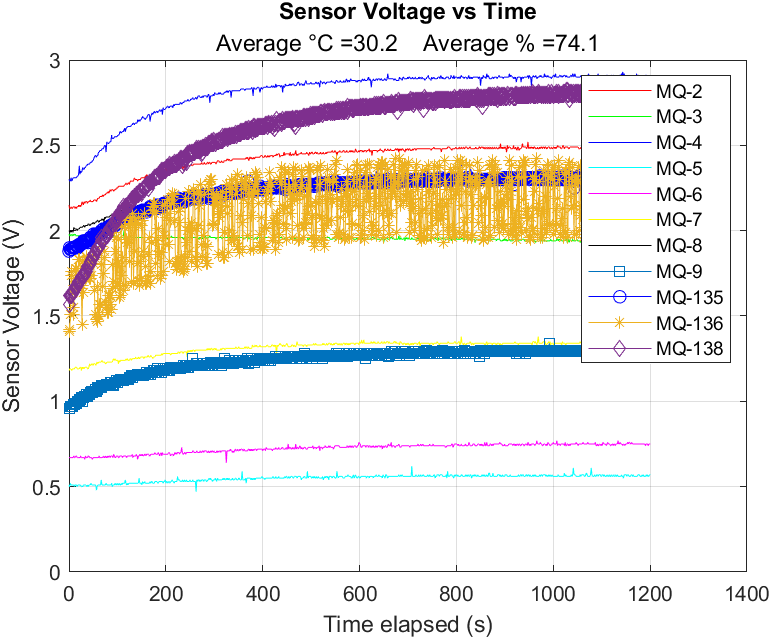 Sensor Voltage vs Time
Average °C =30.2 Average % =74.1
Sensor Voltage (V)
3
2.5
2
1.5
1
0.5
0
0 200 400 600 800 1000 1200 1400
Time elapsed (s)
MQ-2
MQ-3
MQ-4
MQ-5
MQ-6
MQ-7
MQ-8
MQ-9
MQ-135
MQ-136
MQ-138